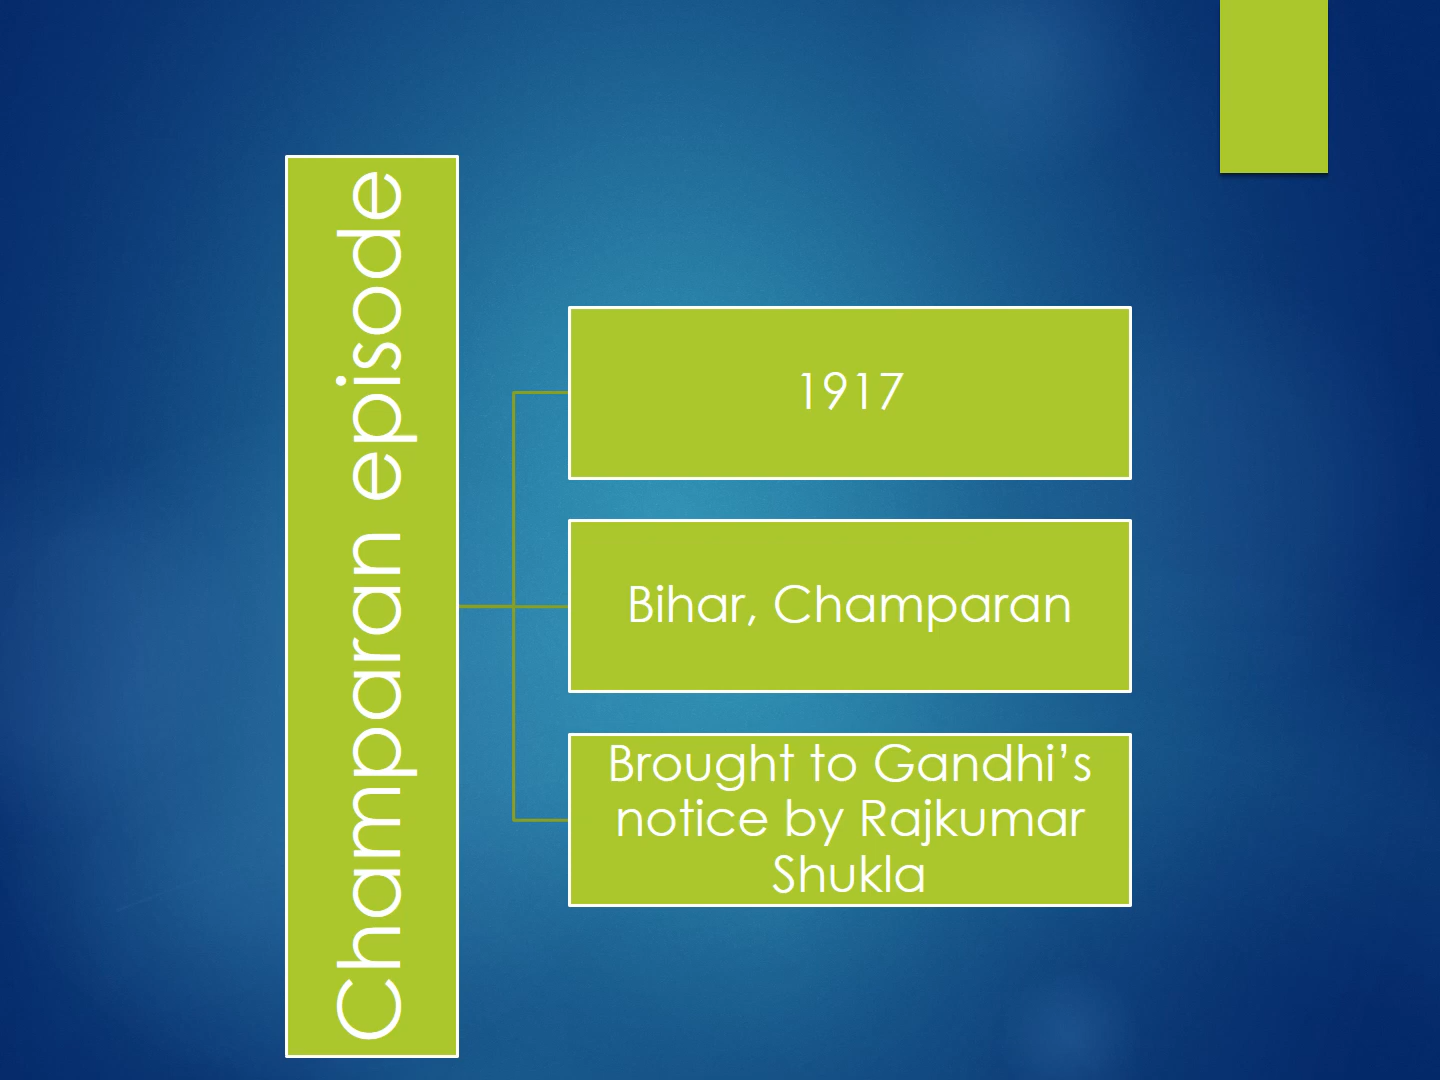 Champaran episode
1917
Bihar, Champaran
Brought to Gandhi’s
notice by Rajkumar
Shukla